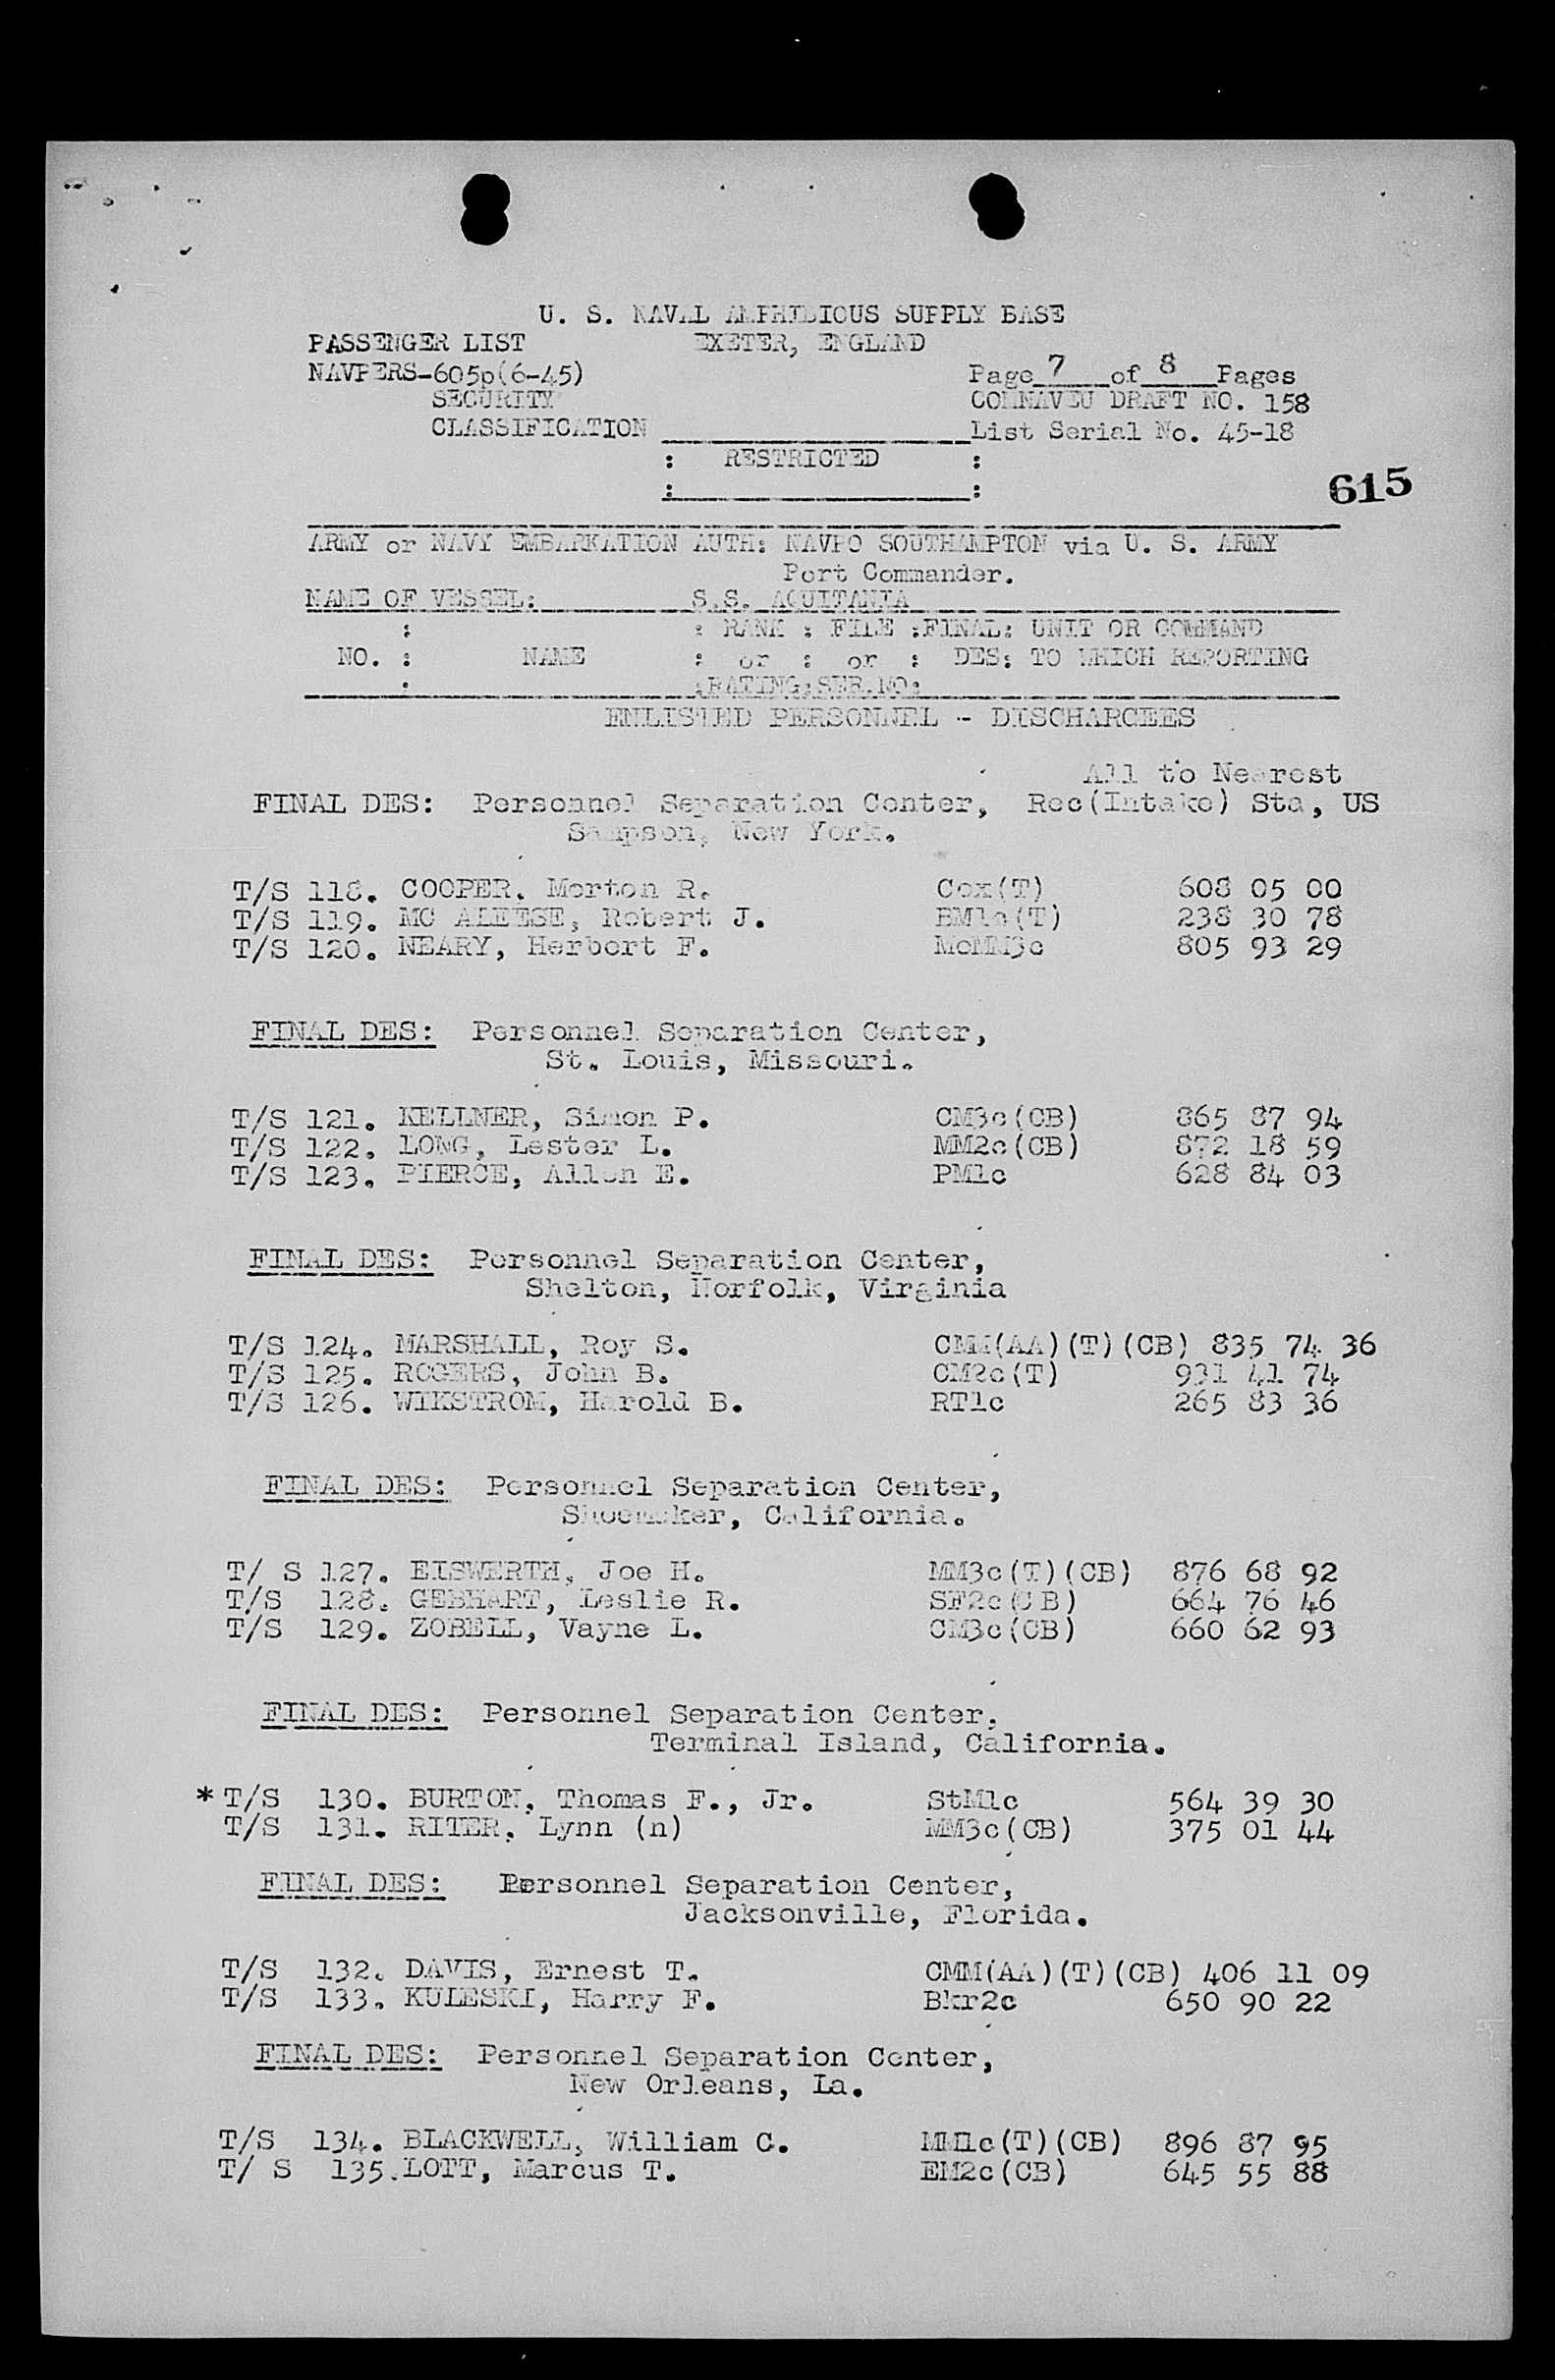 U. S. NAVAL AMPHIBIOUS SUPPLY BASE
PASSENGER LIST EXETER, ENGLAND
NAVPERS-605p(6-45) Page 7 of 8 Pages
SECURITY COMNAVEU DRAFT NO. 158
CLASSIFICATION List Serial No. 45-18
: RESTRICTED :
: :
615
ARMY or NAVY EMBARKATION AUTH: NAVPO SOUTHAMPTON via U. S. ARMY
Port Commander.
NAME OF VESSEL: S.S. AQUITANIA
: : RANK : FILE :FINAL: UNIT OR COMMAND
NO. : NAME : or : or : DES: TO WHICH REPORTING
: :RATING:SER.NO:
ENLISTED PERSONNEL - DISCHARGEES
All to Nearest
FINAL DES: Personnel Separation Center, Rec(Intake) Sta, US
Sampson, New York.
T/S 118. COOPER, Merton R. Cox(T) 608 05 00
T/S 119. MC ALEESE, Robert J. BM1c(T) 238 30 78
T/S 120. NEARY, Herbert F. MoMM3c 805 93 29
FINAL DES: Personnel Separation Center,
St. Louis, Missouri.
T/S 121. KELLNER, Simon P. CM3c(CB) 865 87 94
T/S 122. LONG, Lester L. MM2c(CB) 872 18 59
T/S 123. PIERCE, Allen E. PM1c 628 84 03
FINAL DES: Personnel Separation Center,
Shelton, Norfolk, Virginia
T/S 124. MARSHALL, Roy S. CMM(AA)(T)(CB) 835 74 36
T/S 125. ROGERS, John B. CM2c(T) 931 41 74
T/S 126. WIKSTROM, Harold B. RT1c 265 83 36
FINAL DES: Personnel Separation Center,
Shoemaker, California.
T/ S 127. EISWERTH, Joe H. MM3c(T)(CB) 876 68 92
T/S 128. GEBHART, Leslie R. SF2c(CB) 664 76 46
T/S 129. ZOBELL, Vayne L. CM3c(CB) 660 62 93
FINAL DES: Personnel Separation Center,
Terminal Island, California.
* T/S 130. BURTON, Thomas F., Jr. StM1c 564 39 30
T/S 131. RITER, Lynn (n) MM3c(CB) 375 01 44
FINAL DES: Personnel Separation Center,
Jacksonville, Florida.
T/S 132. DAVIS, Ernest T. CMM(AA)(T)(CB) 406 11 09
T/S 133. KULESKI, Harry F. Bkr2c 650 90 22
FINAL DES: Personnel Separation Center,
New Orleans, La.
T/S 134. BLACKWELL, William C. MM1c(T)(CB) 896 87 95
T/ S 135.LOTT, Marcus T. EM2c(CB) 645 55 88